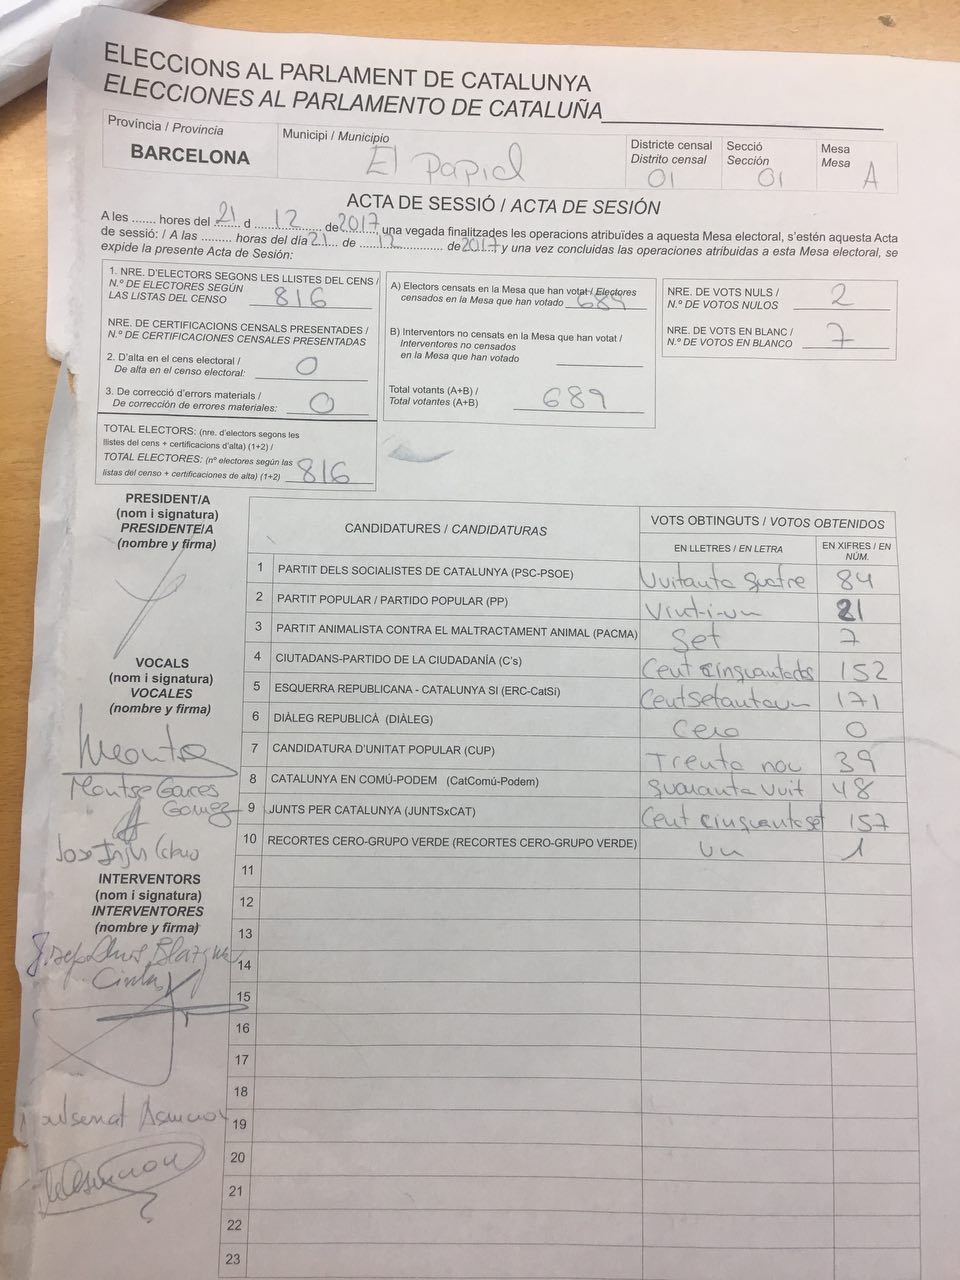 ELECCIONS AL PARLAMENT DE CATALUNYA
ELECCIONES AL PARLAMENTO DE CATALUÑA
Província / Provincia
BARCELONA
Municipi / Municipio
El Papiol
Districte censal
Distrito censal
01
Secció
Sección
01
Mesa
Mesa
A
ACTA DE SESSIÓ / ACTA DE SESIÓN
A les ....... hores del 21 d 12 de 2017 una vegada finalitzades les operacions atribuïdes a aquesta Mesa electoral, s'estén aquesta Acta
de sessió: / A las ......... horas del día 21 de 12 de 2017 y una vez concluidas las operaciones atribuidas a esta Mesa electoral, se
expide la presente Acta de Sesión:
1. NRE. D'ELECTORS SEGONS LES LLISTES DEL CENS /
N.º DE ELECTORES SEGÚN
LAS LISTAS DEL CENSO 816
NRE. DE CERTIFICACIONS CENSALS PRESENTADES /
N.º DE CERTIFICACIONES CENSALES PRESENTADAS
2. D'alta en el cens electoral /
De alta en el censo electoral: 0
3. De correcció d'errors materials /
De corrección de errores materiales: 0
TOTAL ELECTORS: (nre. d'electors segons les
llistes del cens + certificacions d'alta) (1+2) /
TOTAL ELECTORES: (nº electores según las
listas del censo + certificaciones de alta) (1+2) 816
A) Electors censats en la Mesa que han votat / Electores
censados en la Mesa que han votado 689
B) Interventors no censats en la Mesa que han votat /
Interventores no censados
en la Mesa que han votado
Total votants (A+B) /
Total votantes (A+B) 689
NRE. DE VOTS NULS /
N.º DE VOTOS NULOS 2
NRE. DE VOTS EN BLANC /
N.º DE VOTOS EN BLANCO 7
PRESIDENT/A
(nom i signatura)
PRESIDENTE/A
(nombre y firma)
VOCALS
(nom i signatura)
VOCALES
(nombre y firma)
Montse
Montse Garces
Gomez
INTERVENTORS
(nom i signatura)
INTERVENTORES
(nombre y firma)
CANDIDATURES / CANDIDATURAS
VOTS OBTINGUTS / VOTOS OBTENIDOS
EN LLETRES / EN LETRA
EN XIFRES / EN NÚM.
1 PARTIT DELS SOCIALISTES DE CATALUNYA (PSC-PSOE) Vuitanta quatre 84
2 PARTIT POPULAR / PARTIDO POPULAR (PP) Vint-i-un 21
3 PARTIT ANIMALISTA CONTRA EL MALTRACTAMENT ANIMAL (PACMA) Set 7
4 CIUTADANS-PARTIDO DE LA CIUDADANÍA (C's) Cent cinquantados 152
5 ESQUERRA REPUBLICANA - CATALUNYA SI (ERC-CatSí) Centsetantaun 171
6 DIÀLEG REPUBLICÀ (DIÀLEG) Cero 0
7 CANDIDATURA D'UNITAT POPULAR (CUP) Trenta nou 39
8 CATALUNYA EN COMÚ-PODEM (CatComú-Podem) quaranta vuit 48
9 JUNTS PER CATALUNYA (JUNTSxCAT) Cent cinquantaset 157
10 RECORTES CERO-GRUPO VERDE (RECORTES CERO-GRUPO VERDE) un 1
11
12
13
14
15
16
17
18
19
20
21
22
23